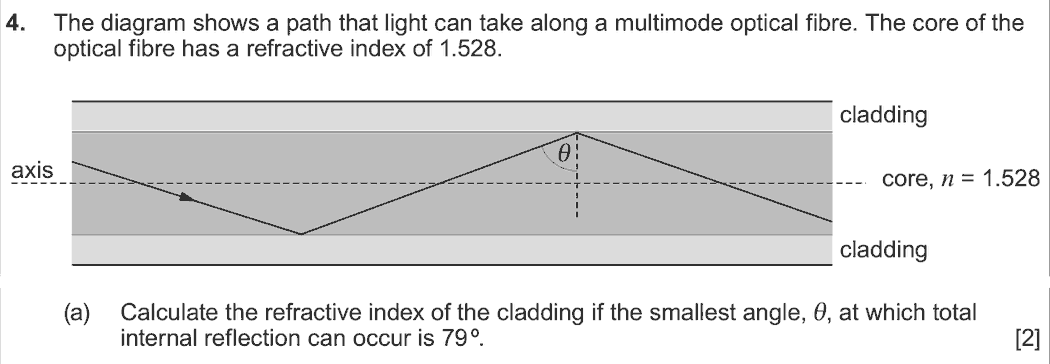 4. The diagram shows a path that light can take along a multimode optical fibre. The core of the
optical fibre has a refractive index of 1.528.
cladding
θ
axis
core, n = 1.528
cladding
(a) Calculate the refractive index of the cladding if the smallest angle, θ, at which total
internal reflection can occur is 79°. [2]